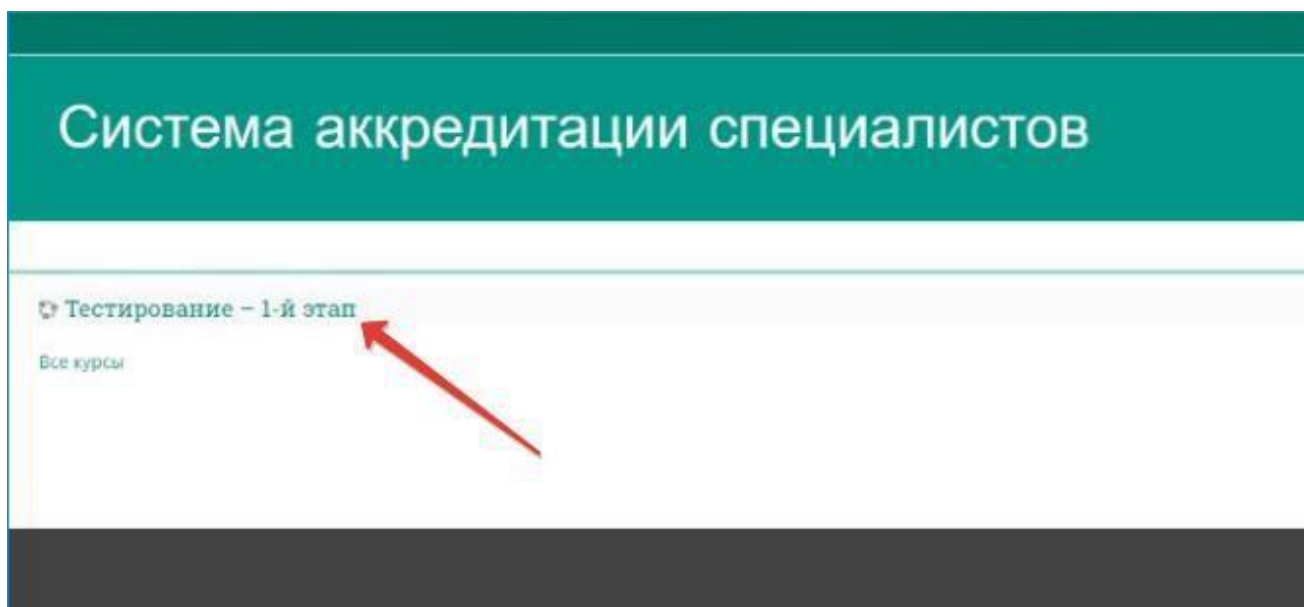 Система аккредитации специалистов
Тестирование – 1-й этап
Все курсы